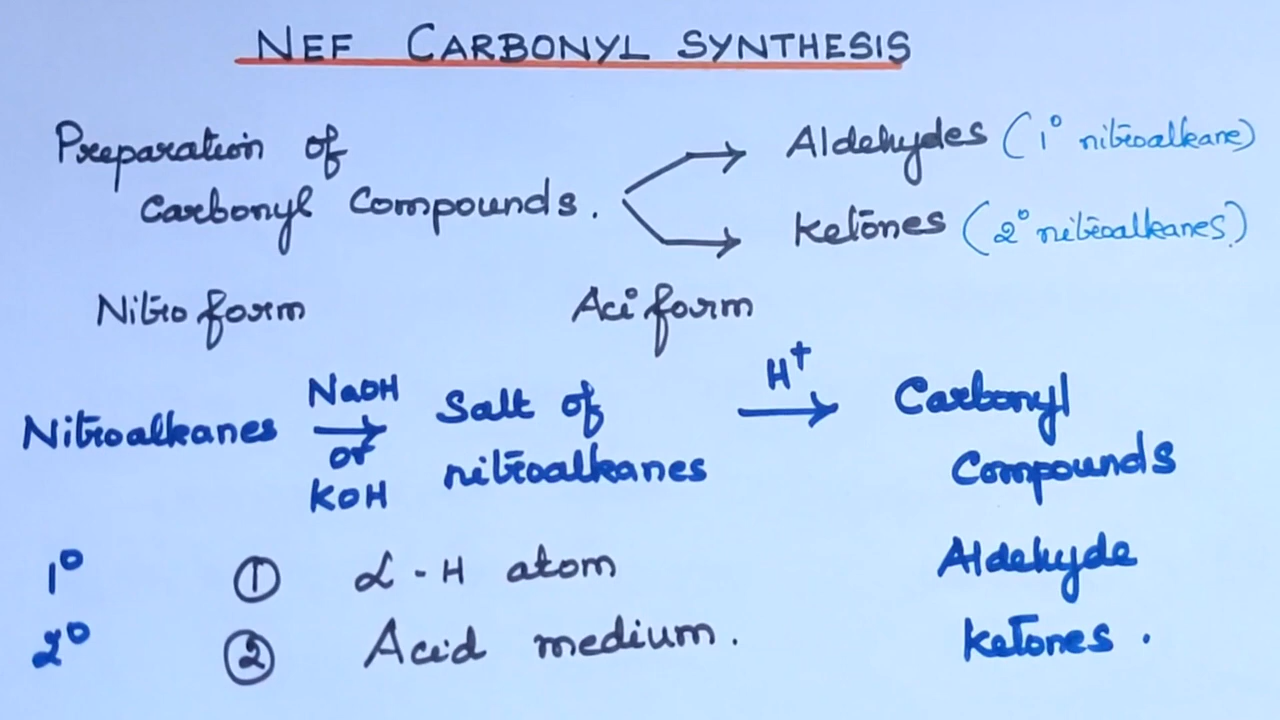 NEF CARBONYL SYNTHESIS
Preparation of
Carbonyl Compounds.
Aldehydes (1° nitroalkane)
Ketones (2° nitroalkanes)
Nitro form
Aci form
Nitroalkanes
NaOH
or
KOH
Salt of
nitroalkanes
H⁺
Carbonyl
Compounds
1° ① α-H atom
Aldehyde
2° ② Acid medium.
Ketones.